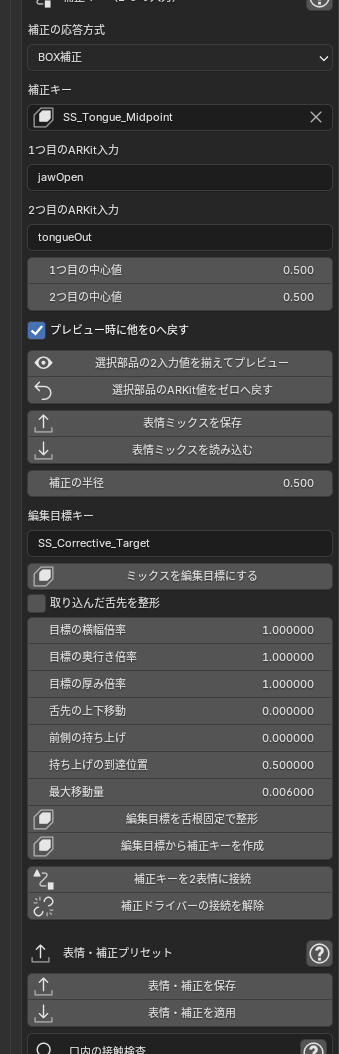 補正の応答方式
BOX補正
補正キー
SS_Tongue_Midpoint
1つ目のARKit入力
jawOpen
2つ目のARKit入力
tongueOut
1つ目の中心値 0.500
2つ目の中心値 0.500
プレビュー時に他を0へ戻す
選択部品の2入力値を揃えてプレビュー
選択部品のARKit値をゼロへ戻す
表情ミックスを保存
表情ミックスを読み込む
補正の半径 0.500
編集目標キー
SS_Corrective_Target
ミックスを編集目標にする
取り込んだ舌先を整形
目標の横幅倍率 1.000000
目標の奥行き倍率 1.000000
目標の厚み倍率 1.000000
舌先の上下移動 0.000000
前側の持ち上げ 0.000000
持ち上げの到達位置 0.500000
最大移動量 0.006000
編集目標を舌根固定で整形
編集目標から補正キーを作成
補正キーを2表情に接続
補正ドライバーの接続を解除
表情・補正プリセット
表情・補正を保存
表情・補正を適用
口内の接触検査